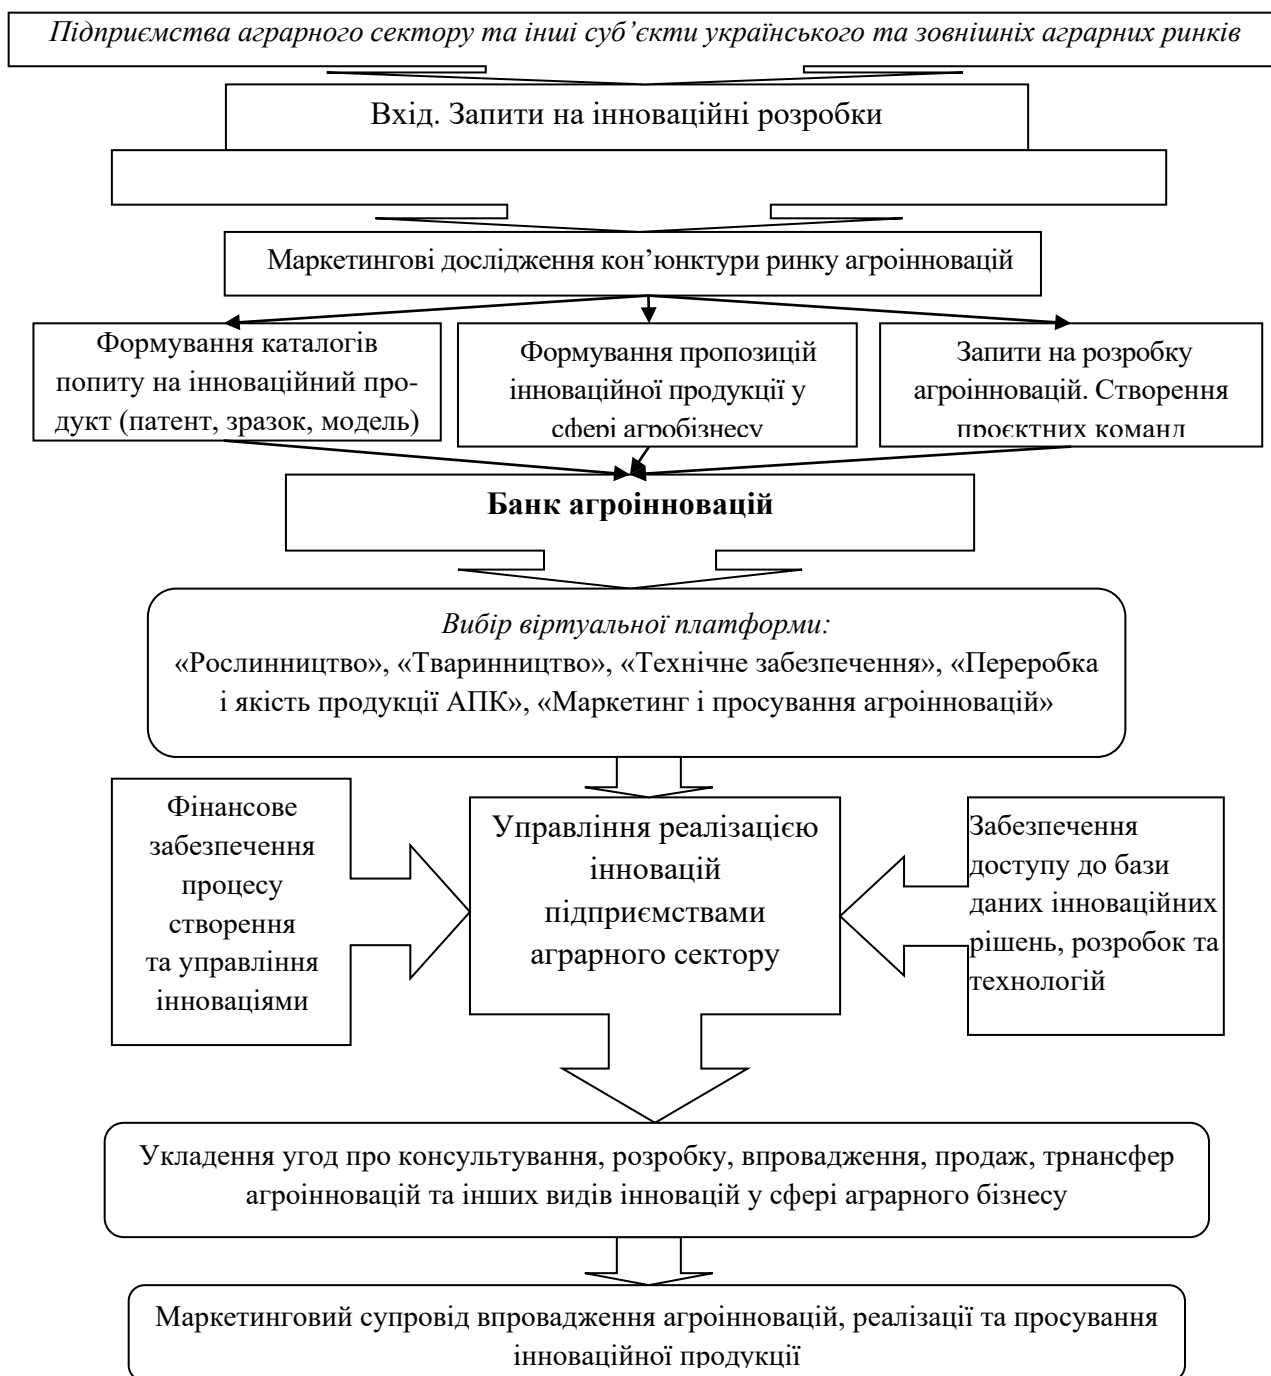 Підприємства аграрного сектору та інші суб’єкти українського та зовнішніх аграрних ринків
Вхід. Запити на інноваційні розробки
Маркетингові дослідження кон’юнктури ринку агроінновацій
Формування каталогів
попиту на інноваційний про-
дукт (патент, зразок, модель)
Формування пропозицій
інноваційної продукції у
сфері агробізнесу
Запити на розробку
агроінновацій. Створення
проєктних команд
Банк агроінновацій
Вибір віртуальної платформи:
«Рослинництво», «Тваринництво», «Технічне забезпечення», «Переробка
і якість продукції АПК», «Маркетинг і просування агроінновацій»
Фінансове
забезпечення
процесу
створення
та управління
інноваціями
Управління реалізацією
інновацій
підприємствами
аграрного сектору
Забезпечення
доступу до бази
даних інноваційних
рішень, розробок та
технологій
Укладення угод про консультування, розробку, впровадження, продаж, трнансфер
агроінновацій та інших видів інновацій у сфері аграрного бізнесу
Маркетинговий супровід впровадження агроінновацій, реалізації та просування
інноваційної продукції